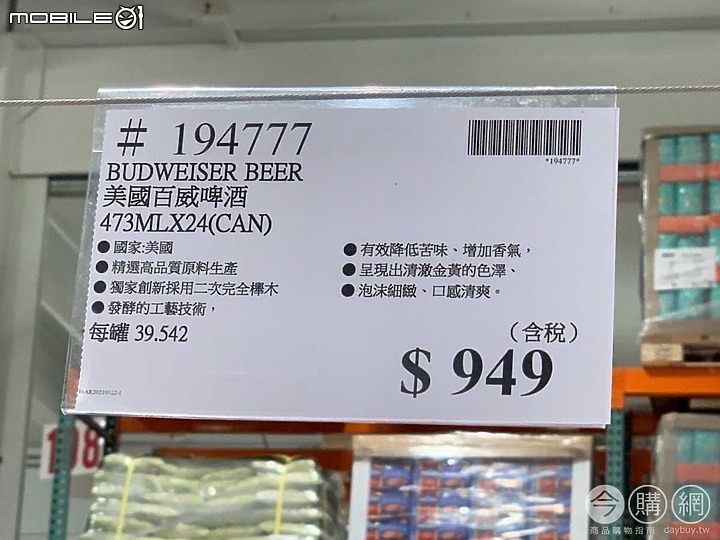 MOBILE01
# 194777
*194777*
BUDWEISER BEER
美國百威啤酒
473MLX24(CAN)
●國家:美國
●精選高品質原料生產
●獨家創新採用二次完全櫸木
●發酵的工藝技術，
●有效降低苦味、增加香氣，
●呈現出清澈金黃的色澤、
●泡沫細緻、口感清爽。
每罐 39.542
（含稅）
$ 949
108
今購網
商品購物指南 daybuy.tw